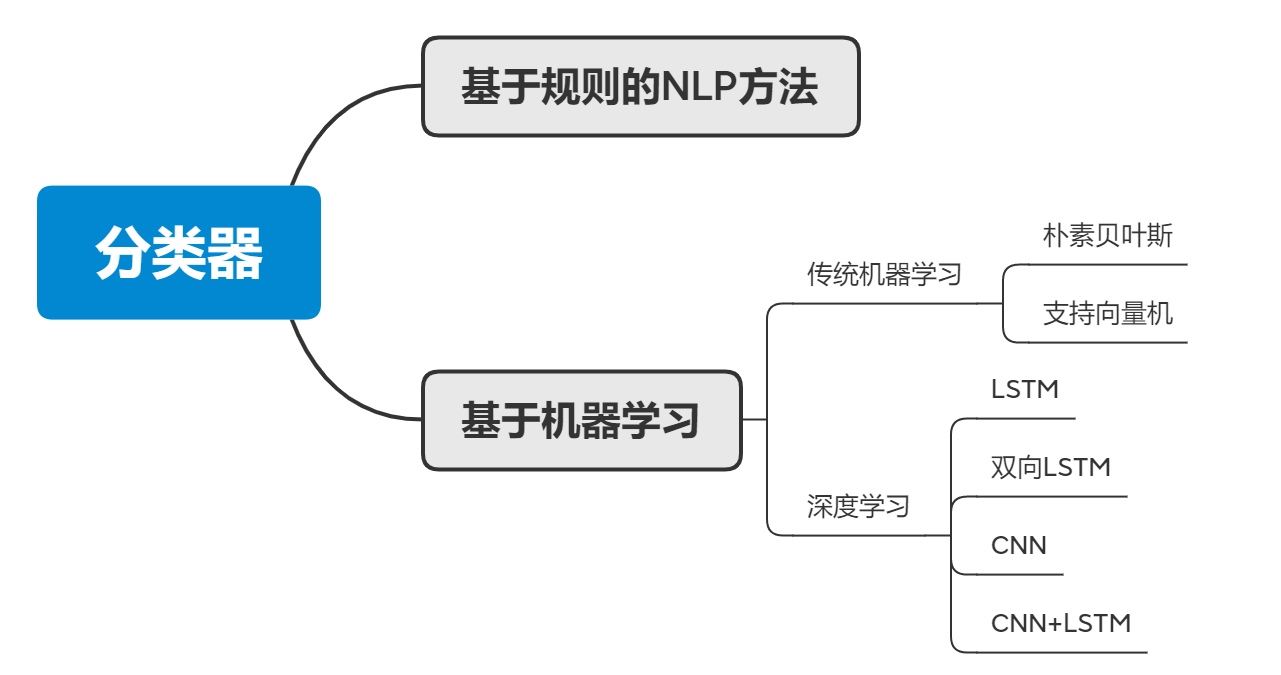 分类器
基于规则的NLP方法
基于机器学习
传统机器学习
朴素贝叶斯
支持向量机
深度学习
LSTM
双向LSTM
CNN
CNN+LSTM